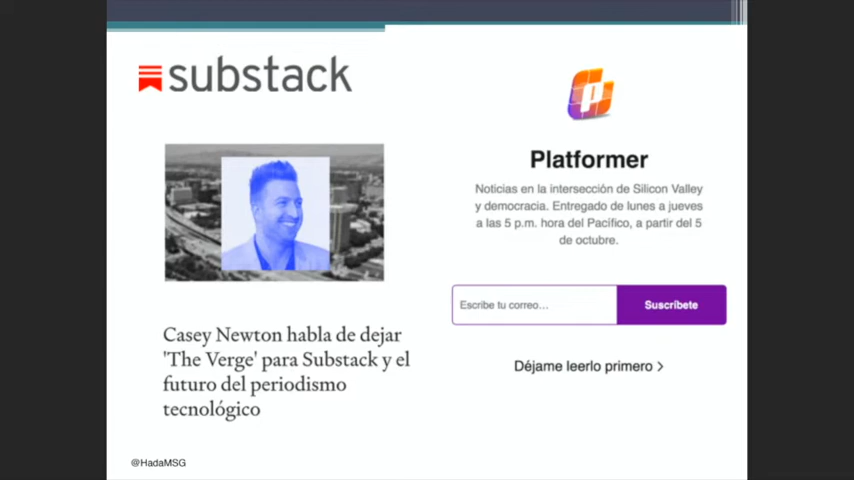 substack
Casey Newton habla de dejar
'The Verge' para Substack y el
futuro del periodismo
tecnológico
@HadaMSG
p
Platformer
Noticias en la intersección de Silicon Valley
y democracia. Entregado de lunes a jueves
a las 5 p.m. hora del Pacífico, a partir del 5
de octubre.
Escribe tu correo...
Suscríbete
Déjame leerlo primero >